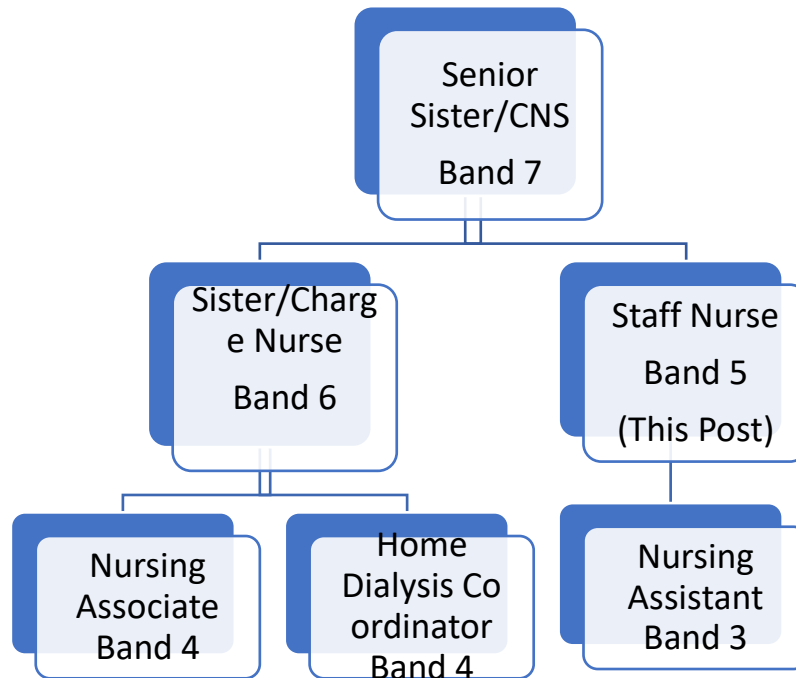 Senior
Sister/CNS
Band 7
Sister/Charg
e Nurse
Band 6
Staff Nurse
Band 5
(This Post)
Nursing
Associate
Band 4
Home
Dialysis Co
ordinator
Band 4
Nursing
Assistant
Band 3